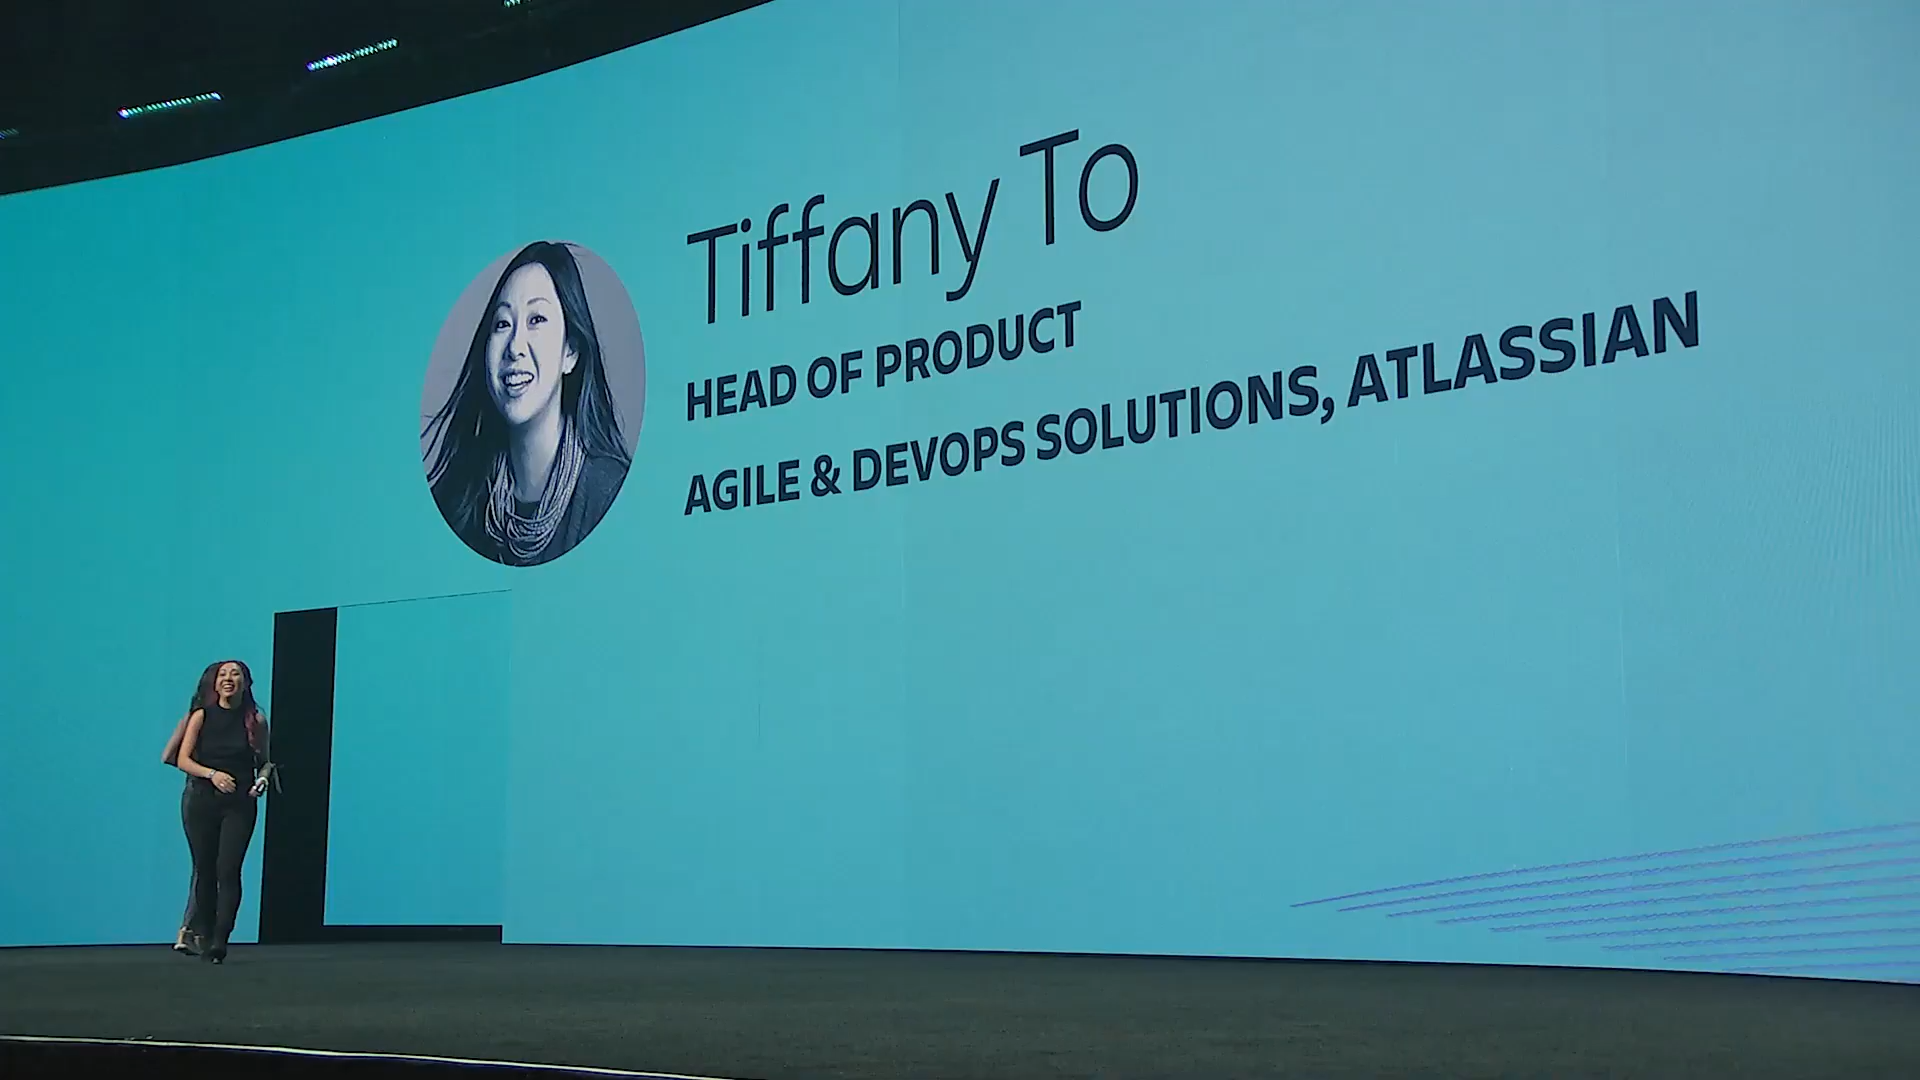 Tiffany To
HEAD OF PRODUCT
AGILE & DEVOPS SOLUTIONS, ATLASSIAN